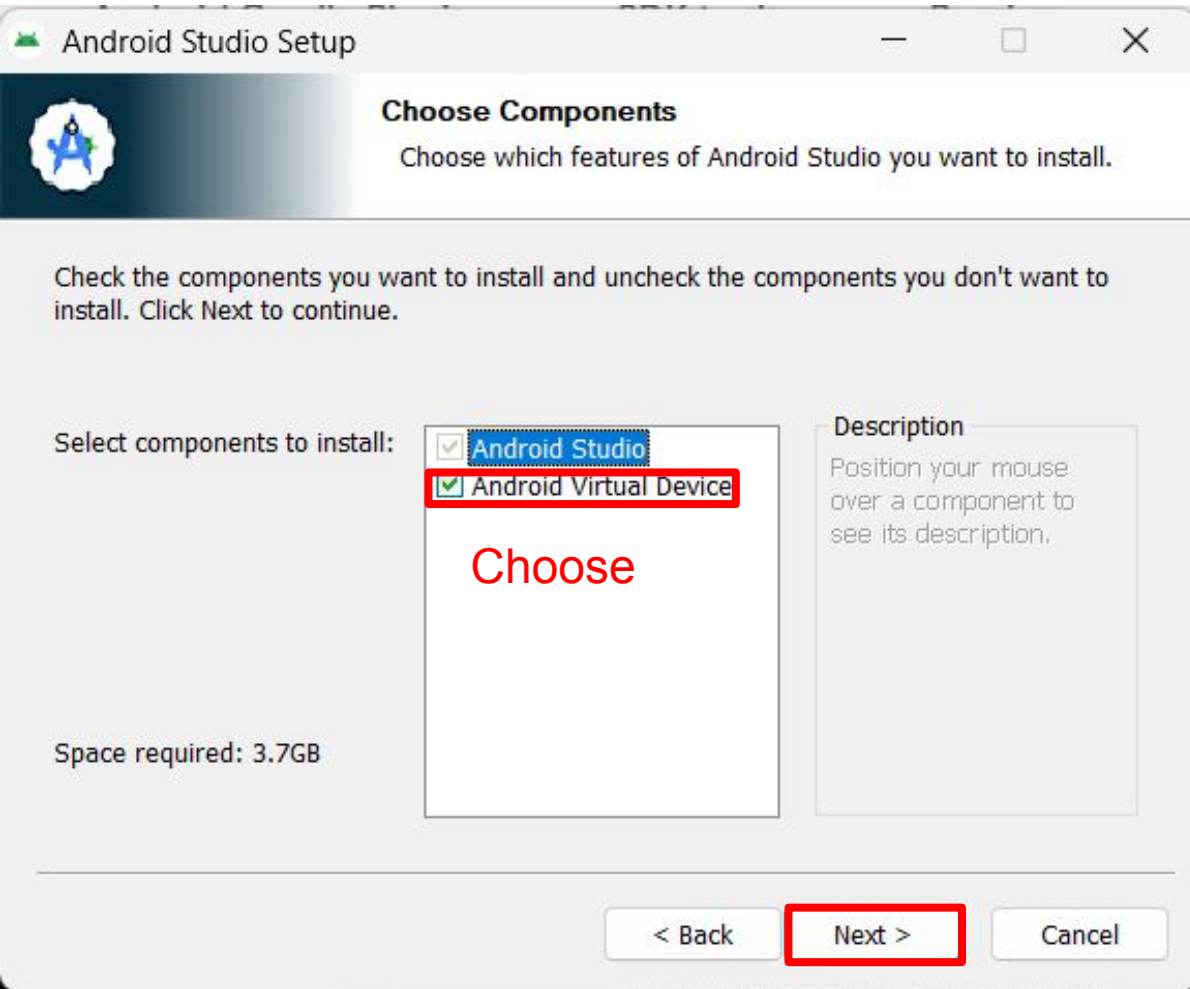 Android Studio Setup
Choose Components
Choose which features of Android Studio you want to install.
Check the components you want to install and uncheck the components you don't want to
install. Click Next to continue.
Select components to install:
Android Studio
Android Virtual Device
Choose
Description
Position your mouse
over a component to
see its description.
Space required: 3.7GB
< Back
Next >
Cancel